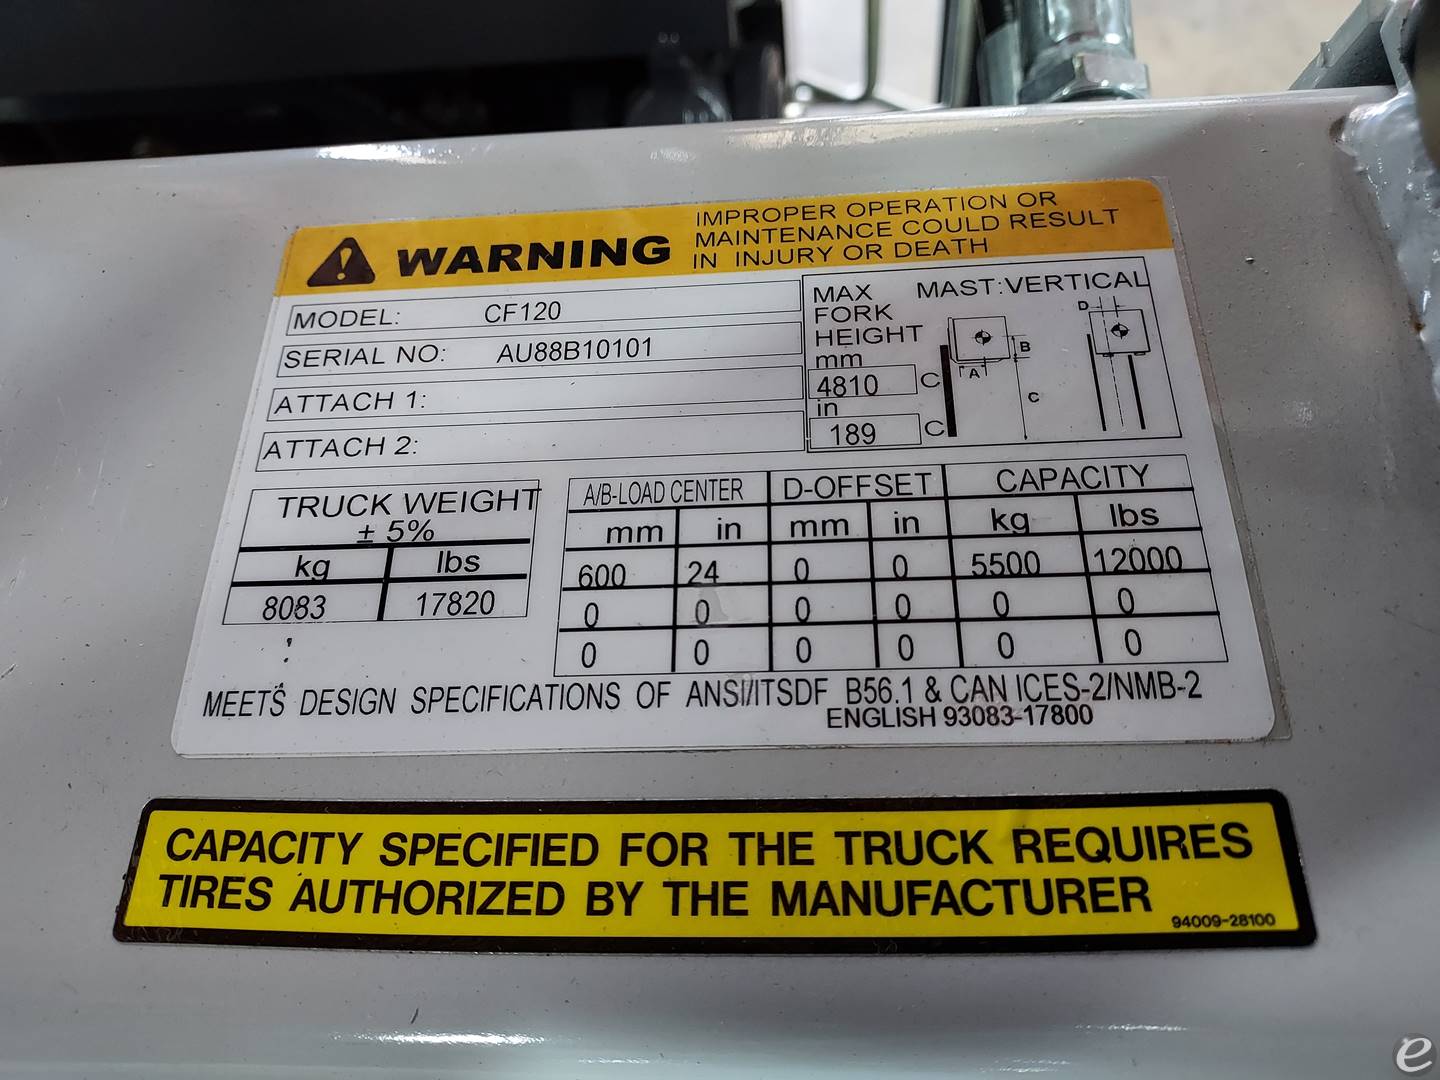 WARNING
IMPROPER OPERATION OR
MAINTENANCE COULD RESULT
IN INJURY OR DEATH
MODEL: CF120
SERIAL NO: AU88B10101
ATTACH 1:
ATTACH 2:
MAX FORK HEIGHT
MAST:VERTICAL
mm
4810 C
in
189 C
A
B
C
D
TRUCK WEIGHT
± 5%
kg lbs
8083 17820
A/B-LOAD CENTER D-OFFSET CAPACITY
mm in mm in kg lbs
600 24 0 0 5500 12000
0 0 0 0 0 0
0 0 0 0 0 0
MEETS DESIGN SPECIFICATIONS OF ANSI/ITSDF B56.1 & CAN ICES-2/NMB-2
ENGLISH 93083-17800
CAPACITY SPECIFIED FOR THE TRUCK REQUIRES
TIRES AUTHORIZED BY THE MANUFACTURER
94009-28100
e